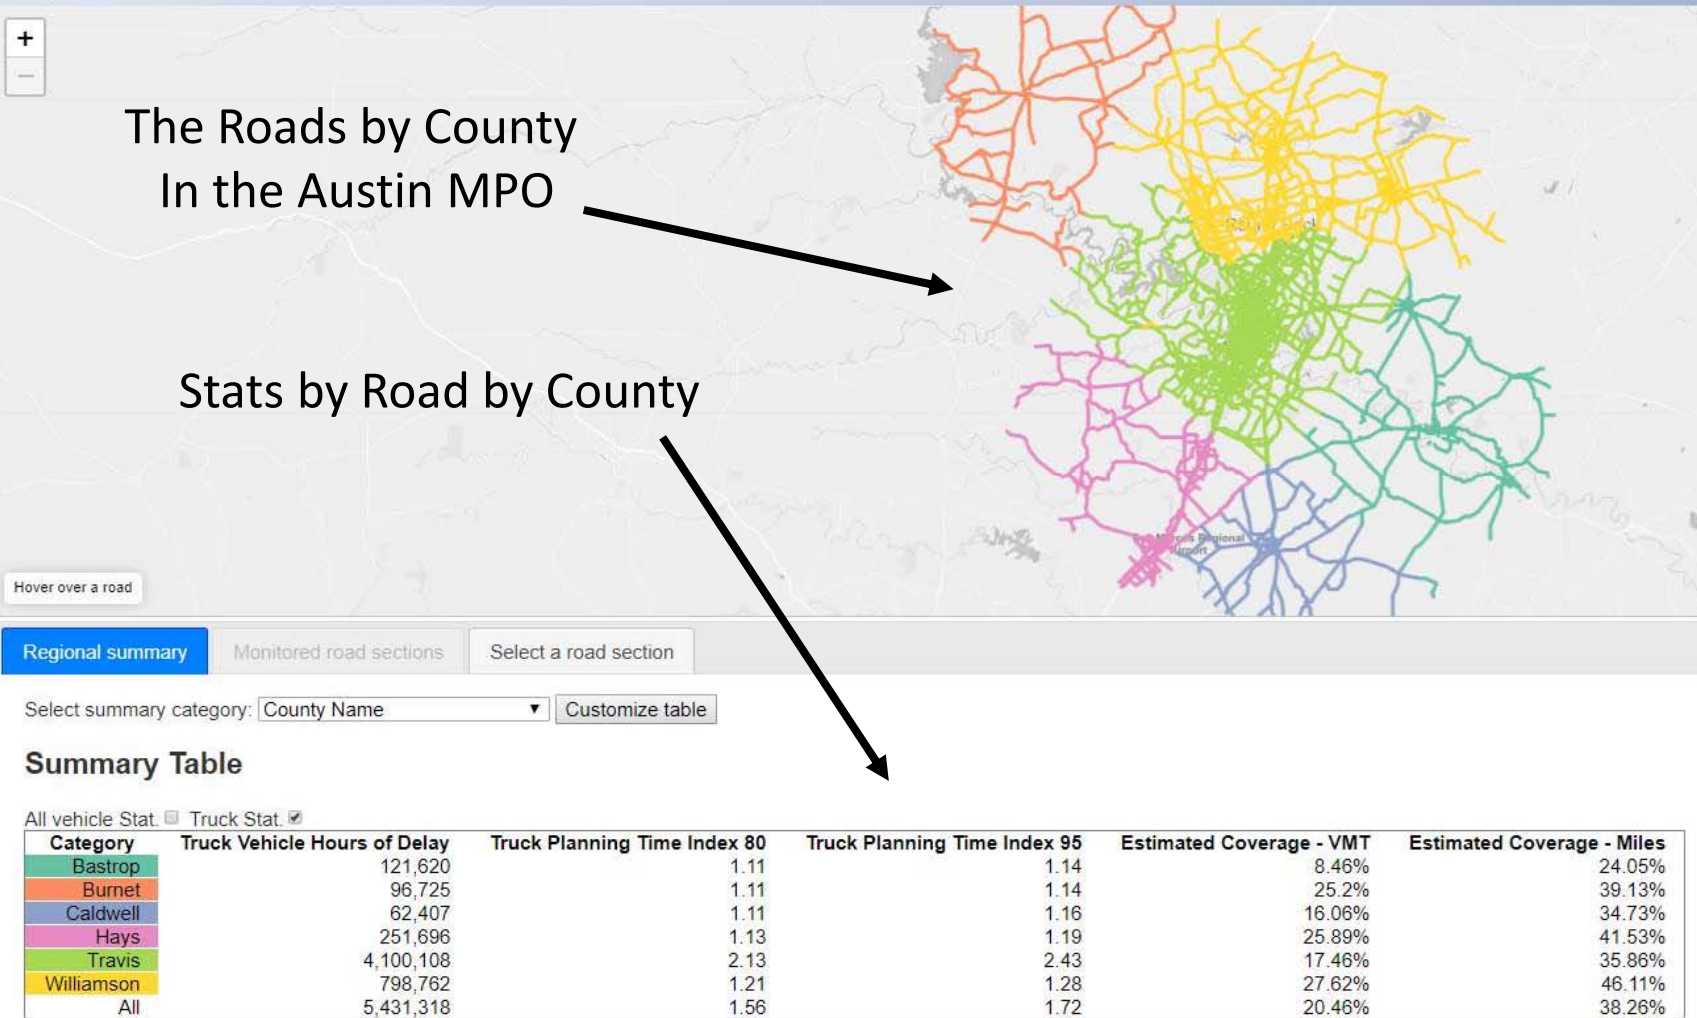 +
−
The Roads by County
In the Austin MPO
Stats by Road by County
Regional
Airport
Hover over a road
Regional summary Monitored road sections Select a road section
Select summary category: County Name ▼ Customize table
Summary Table
All vehicle Stat. Truck Stat.
Category Truck Vehicle Hours of Delay Truck Planning Time Index 80 Truck Planning Time Index 95 Estimated Coverage - VMT Estimated Coverage - Miles
Bastrop 121,620 1.11 1.14 8.46% 24.05%
Burnet 96,725 1.11 1.14 25.2% 39.13%
Caldwell 62,407 1.11 1.16 16.06% 34.73%
Hays 251,696 1.13 1.19 25.89% 41.53%
Travis 4,100,108 2.13 2.43 17.46% 35.86%
Williamson 798,762 1.21 1.28 27.62% 46.11%
All 5,431,318 1.56 1.72 20.46% 38.26%